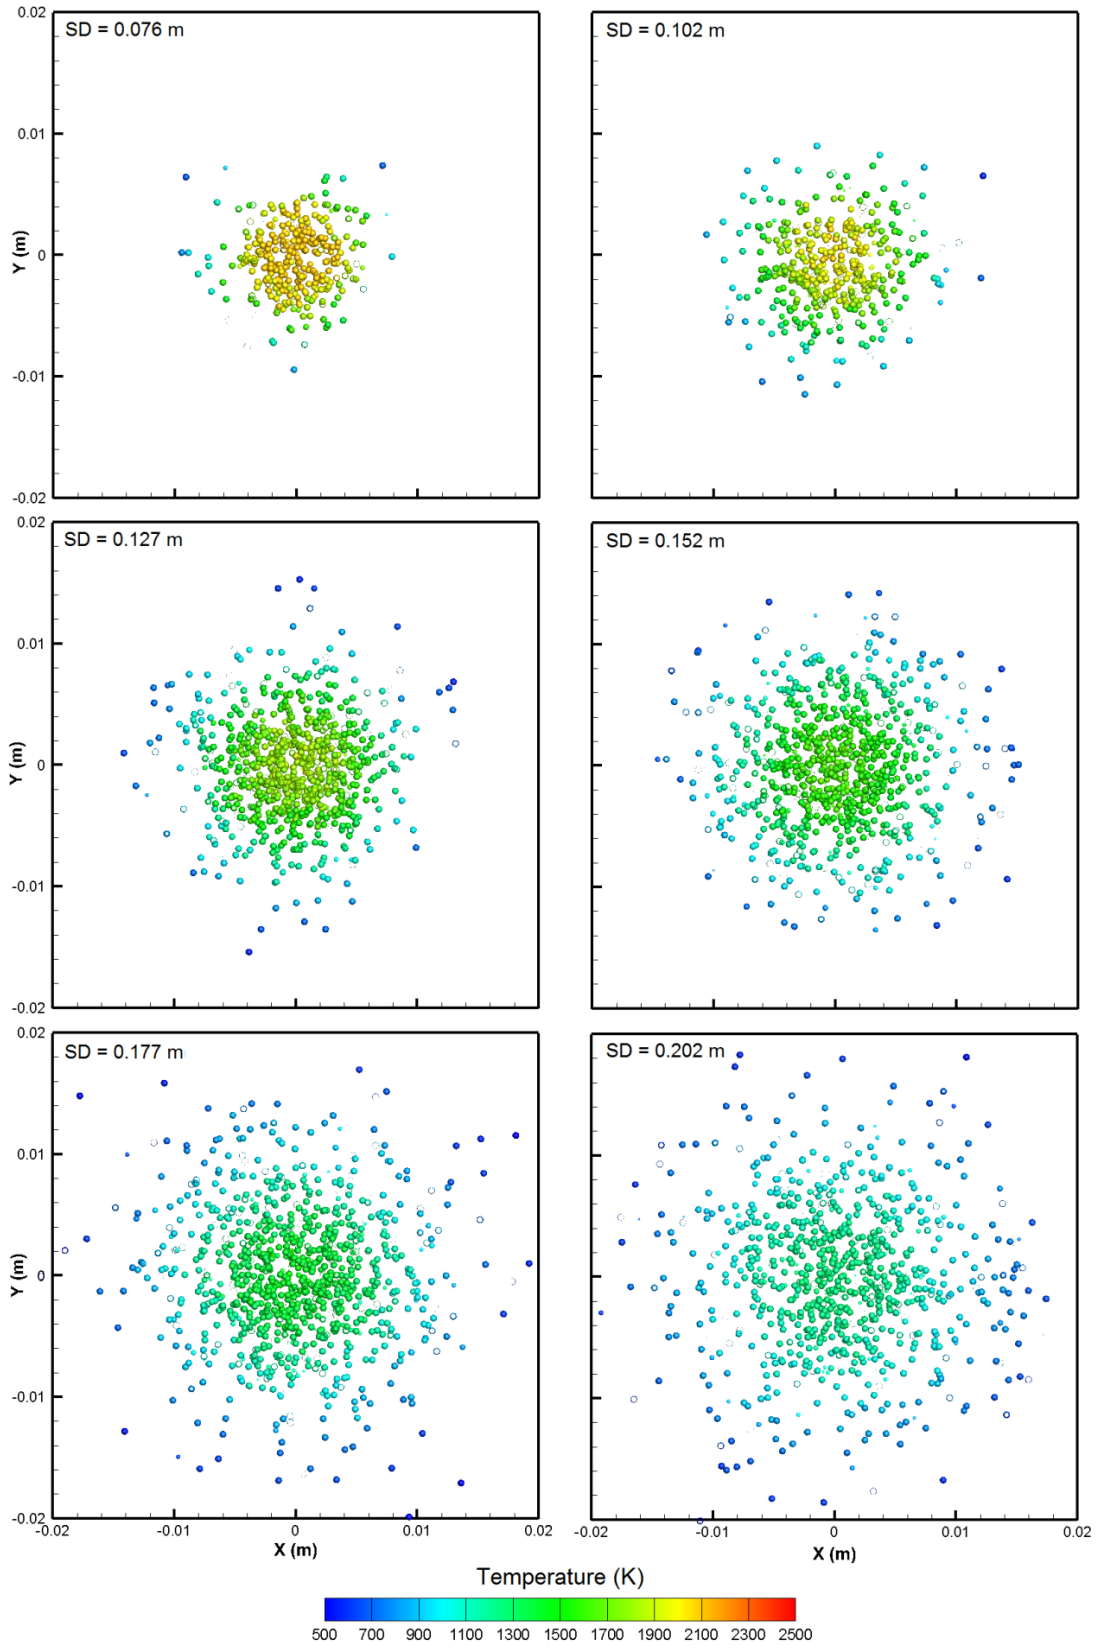 SD = 0.076 m
SD = 0.102 m
0.02
0.01
0
-0.01
-0.02
Y (m)
SD = 0.127 m
SD = 0.152 m
0.02
0.01
0
-0.01
-0.02
Y (m)
SD = 0.177 m
SD = 0.202 m
0.02
0.01
0
-0.01
-0.02
Y (m)
-0.02 -0.01 0 0.01 0.02
-0.02 -0.01 0 0.01 0.02
X (m)
X (m)
Temperature (K)
500 700 900 1100 1300 1500 1700 1900 2100 2300 2500